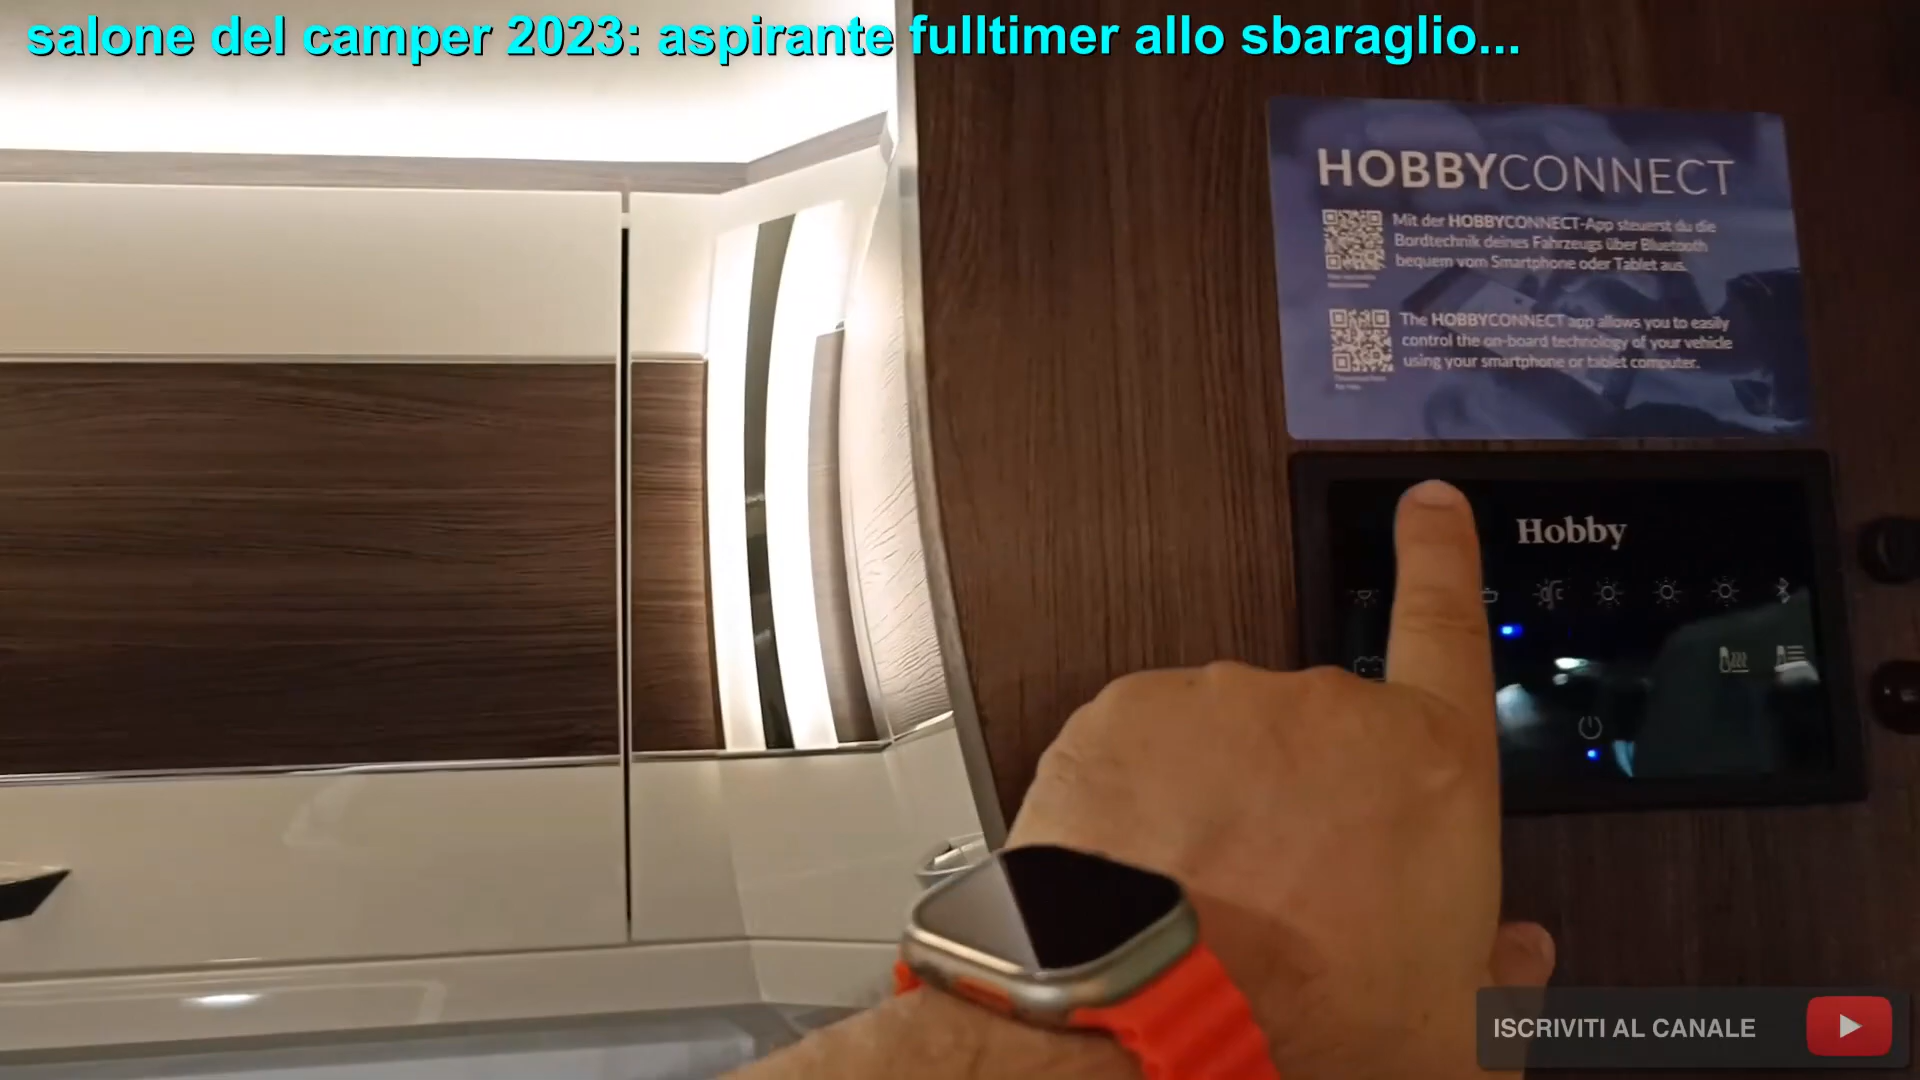 salone del camper 2023: aspirante fulltimer allo sbaraglio...
HOBBYCONNECT
Mit der HOBBYCONNECT-App steuerst du die
Bordtechnik deines Fahrzeugs über Bluetooth
bequem vom Smartphone oder Tablet aus.
The HOBBYCONNECT app allows you to easily
control the on-board technology of your vehicle
using your smartphone or tablet computer.
Hobby
ISCRIVITI AL CANALE